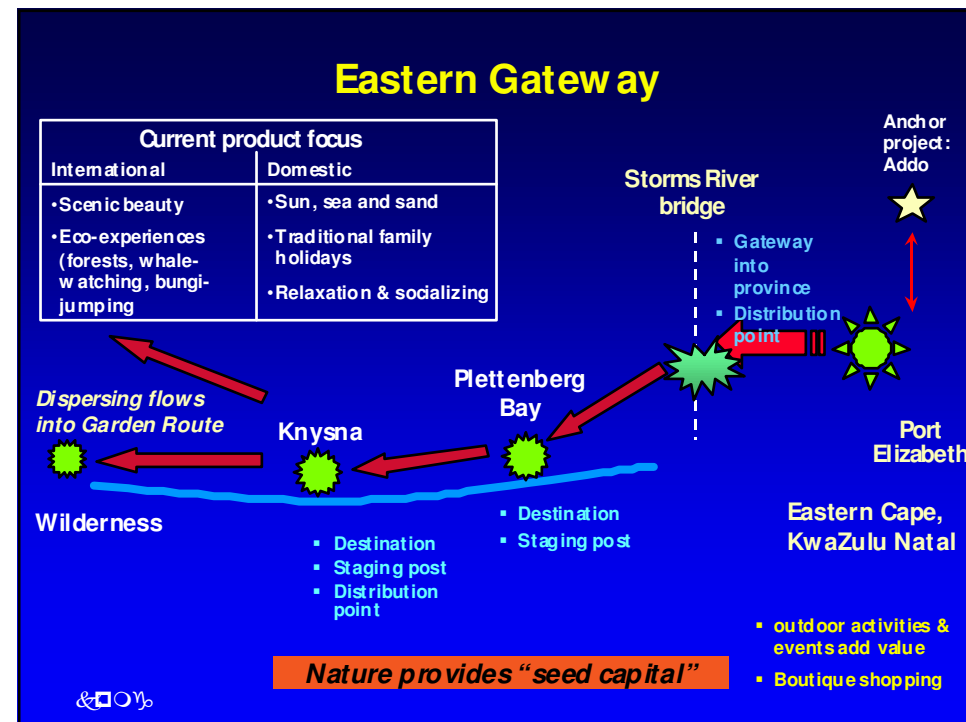 Eastern Gateway
Current product focus
International
•Scenic beauty
•Eco-experiences
(forests, whale-
watching, bungi-
jumping
Domestic
•Sun, sea and sand
•Traditional family
holidays
•Relaxation & socializing
Anchor
project:
Addo
Storms River
bridge
▪ Gateway
into
province
▪ Distribution
point
Plettenberg
Bay
Dispersing flows
into Garden Route
Knysna
Port
Elizabeth
Wilderness
▪ Destination
▪ Staging post
▪ Distribution
point
▪ Destination
▪ Staging post
Eastern Cape,
KwaZulu Natal
▪ outdoor activities &
events add value
▪ Boutique shopping
Nature provides “seed capital”